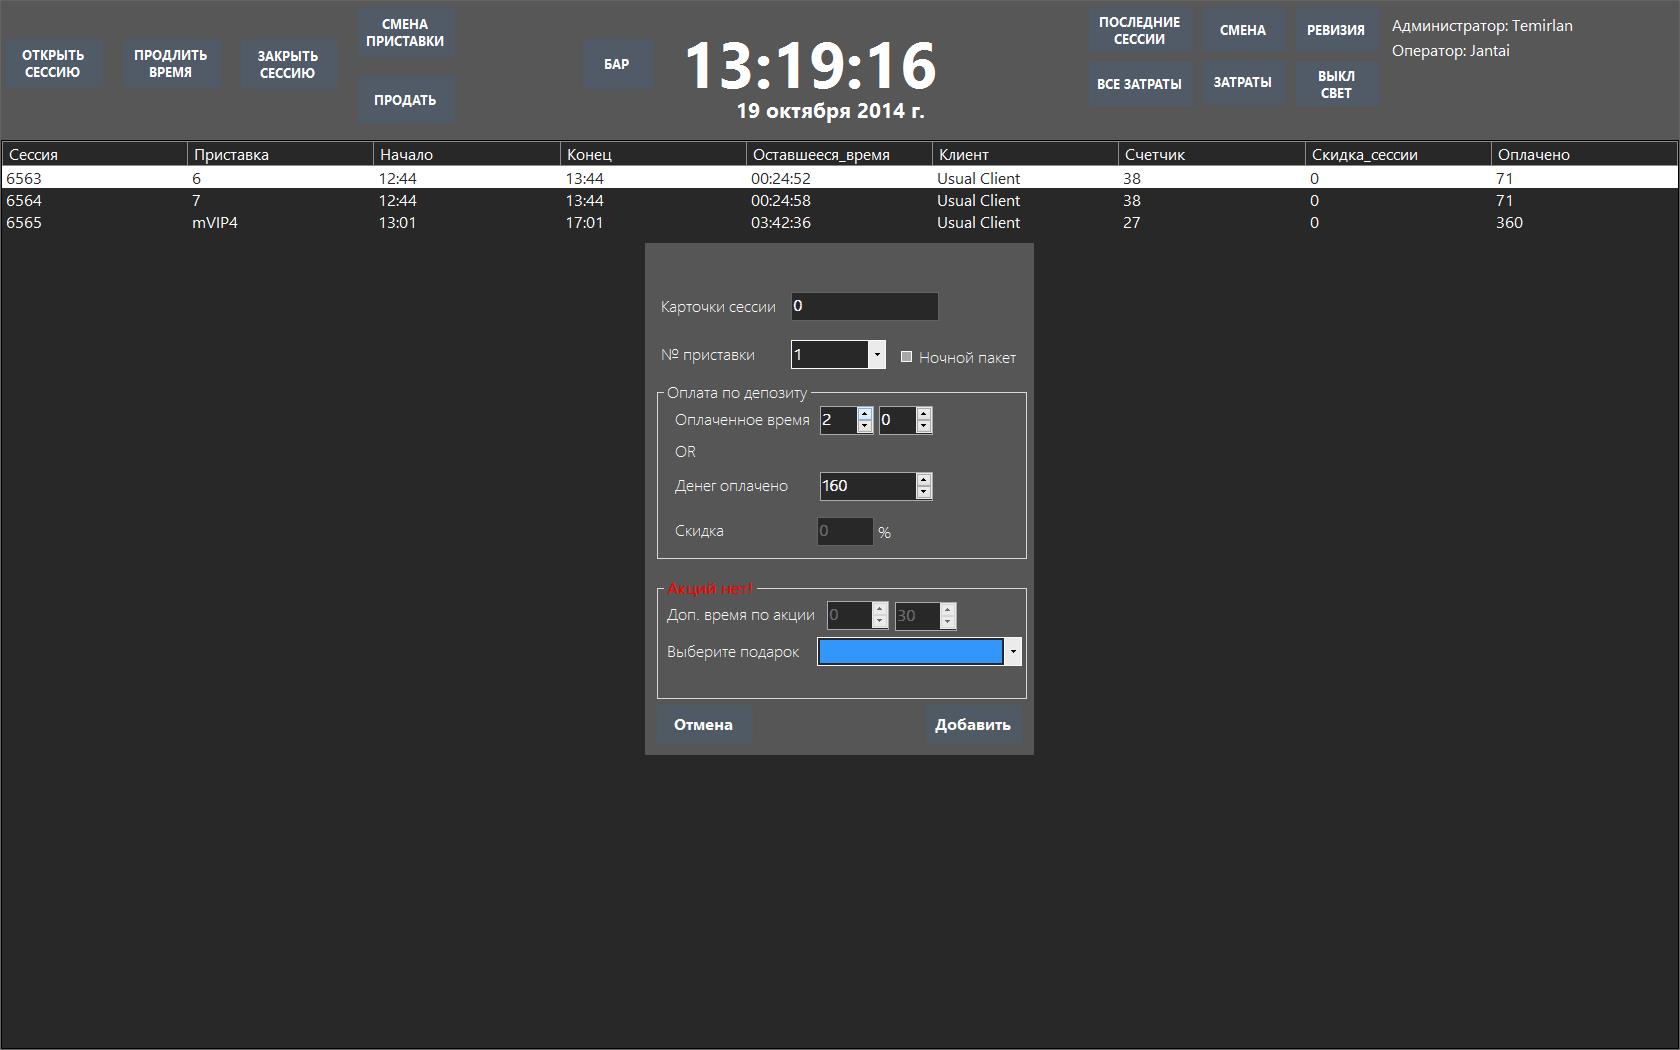 ОТКРЫТЬ
СЕССИЮ
ПРОДЛИТЬ
ВРЕМЯ
ЗАКРЫТЬ
СЕССИЮ
СМЕНА
ПРИСТАВКИ
ПРОДАТЬ
БАР
13:19:16
19 октября 2014 г.
ПОСЛЕДНИЕ
СЕССИИ
СМЕНА
РЕВИЗИЯ
ВСЕ ЗАТРАТЫ
ЗАТРАТЫ
ВЫКЛ
СВЕТ
Администратор: Temirlan
Оператор: Jantai
Сессия Приставка Начало Конец Оставшееся_время Клиент Счетчик Скидка_сессии Оплачено
6563 6 12:44 13:44 00:24:52 Usual Client 38 0 71
6564 7 12:44 13:44 00:24:58 Usual Client 38 0 71
6565 mVIP4 13:01 17:01 03:42:36 Usual Client 27 0 360
Карточки сессии 0
№ приставки 1 Ночной пакет
Оплата по депозиту
Оплаченное время 2 0
OR
Денег оплачено 160
Скидка 0 %
Акций нет!
Доп. время по акции 0 30
Выберите подарок
Отмена Добавить